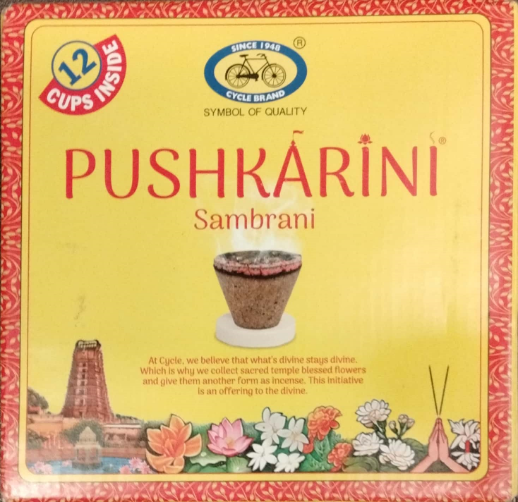 12
CUPS INSIDE
SINCE 1948
®
CYCLE BRAND
SYMBOL OF QUALITY
PUSHKARINI®
Sambrani
At Cycle, we believe that what's divine stays divine.
Which is why we collect sacred temple blessed flowers
and give them another form as incense. This initiative
is an offering to the divine.